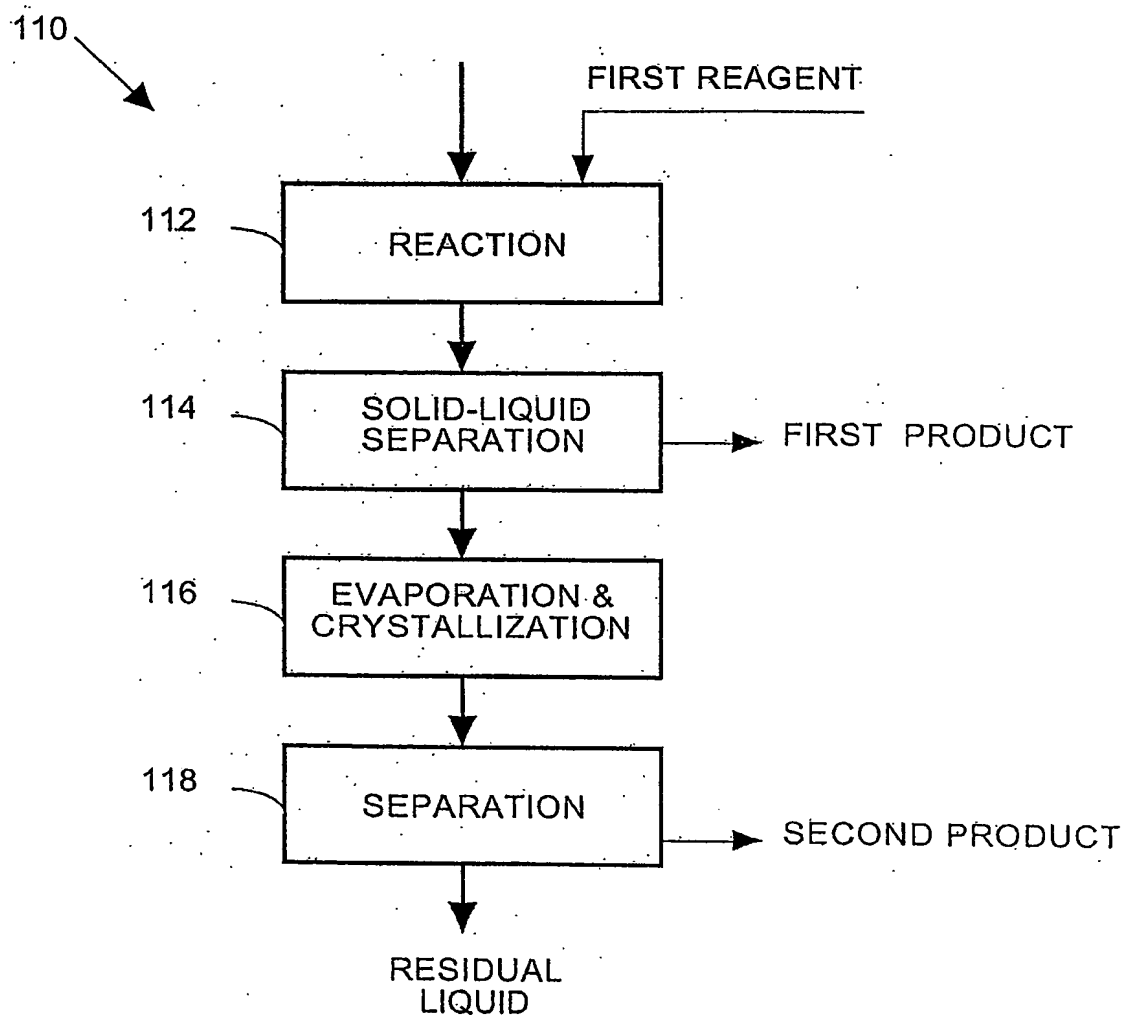 110
FIRST REAGENT
112
REACTION
114
SOLID-LIQUID
SEPARATION
FIRST PRODUCT
116
EVAPORATION &
CRYSTALLIZATION
118
SEPARATION
SECOND PRODUCT
RESIDUAL
LIQUID